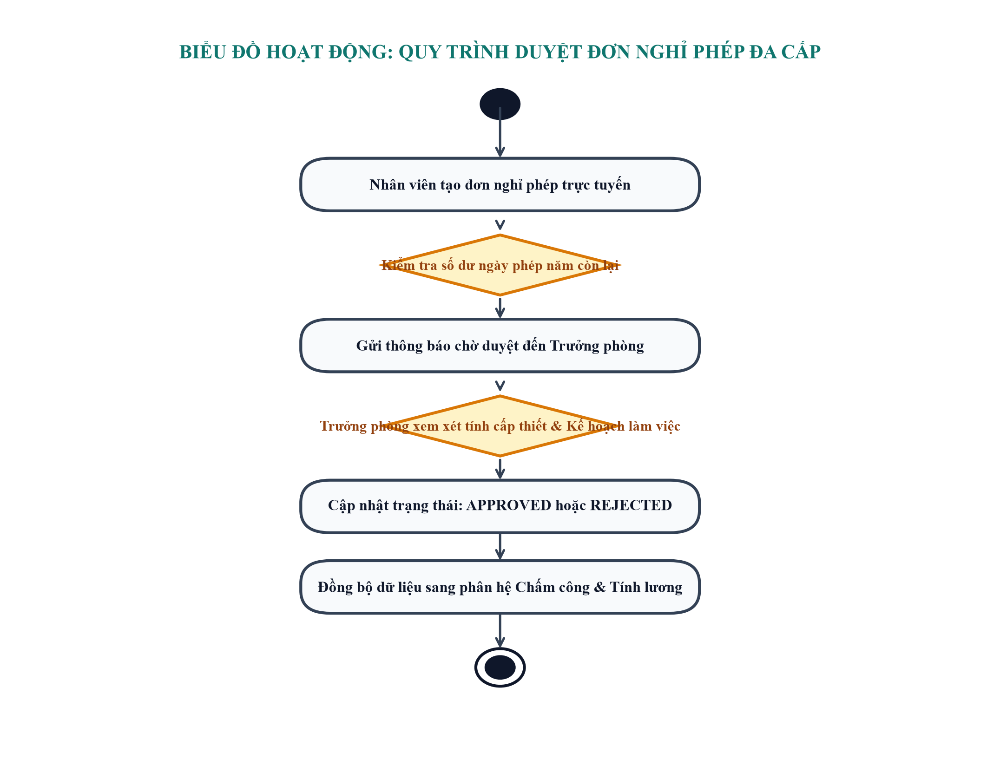 BIỂU ĐỒ HOẠT ĐỘNG: QUY TRÌNH DUYỆT ĐƠN NGHỈ PHÉP ĐA CẤP
Nhân viên tạo đơn nghỉ phép trực tuyến
Kiểm tra số dư ngày phép năm còn lại
Gửi thông báo chờ duyệt đến Trưởng phòng
Trưởng phòng xem xét tính cấp thiết & Kế hoạch làm việc
Cập nhật trạng thái: APPROVED hoặc REJECTED
Đồng bộ dữ liệu sang phân hệ Chấm công & Tính lương